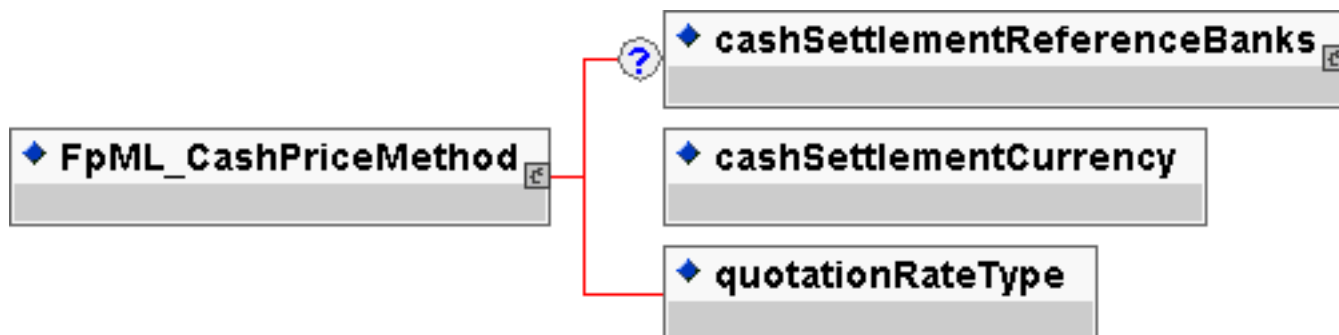 cashSettlementReferenceBanks
?
FpML_CashPriceMethod
cashSettlementCurrency
quotationRateType